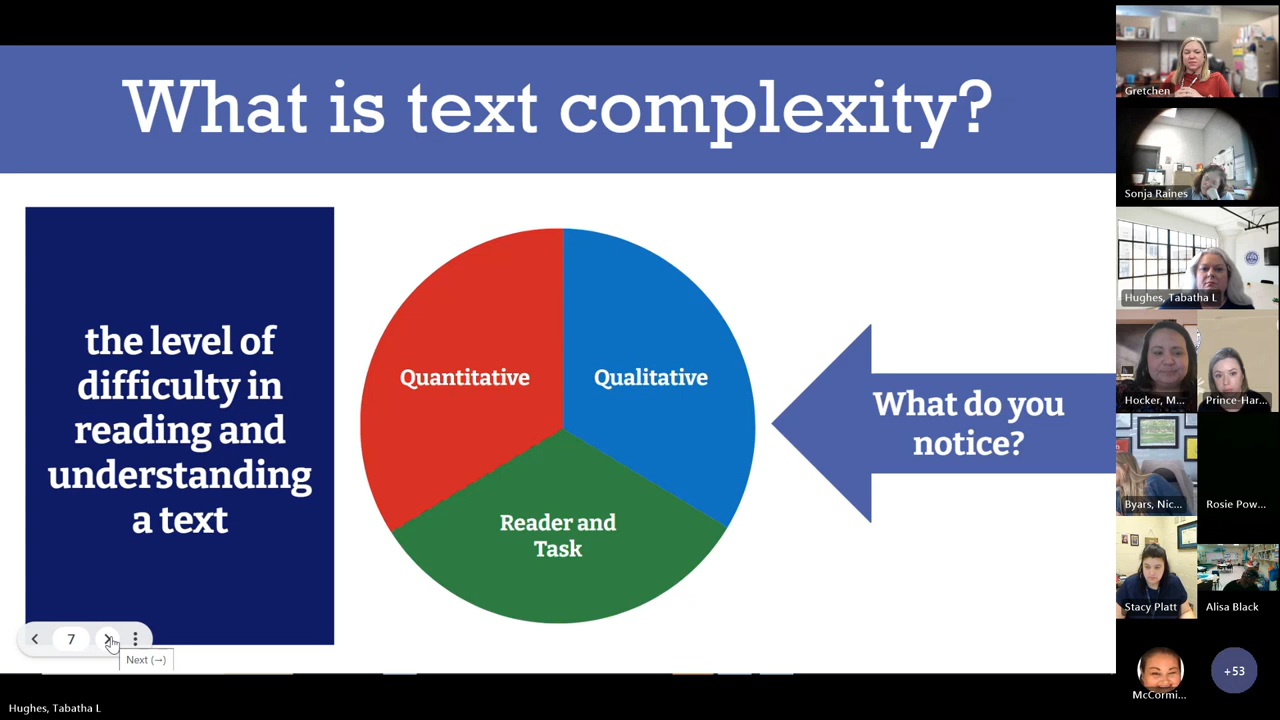 What is text complexity?
the level of
difficulty in
reading and
understanding
a text
Quantitative
Qualitative
Reader and
Task
What do you
notice?
7
Next (→)
Hughes, Tabatha L
Gretchen
Sonja Raines
Hughes, Tabatha L
Hocker, M...
Prince-Har...
Byars, Nic...
Rosie Pow...
Stacy Platt
Alisa Black
McCormi...
+53